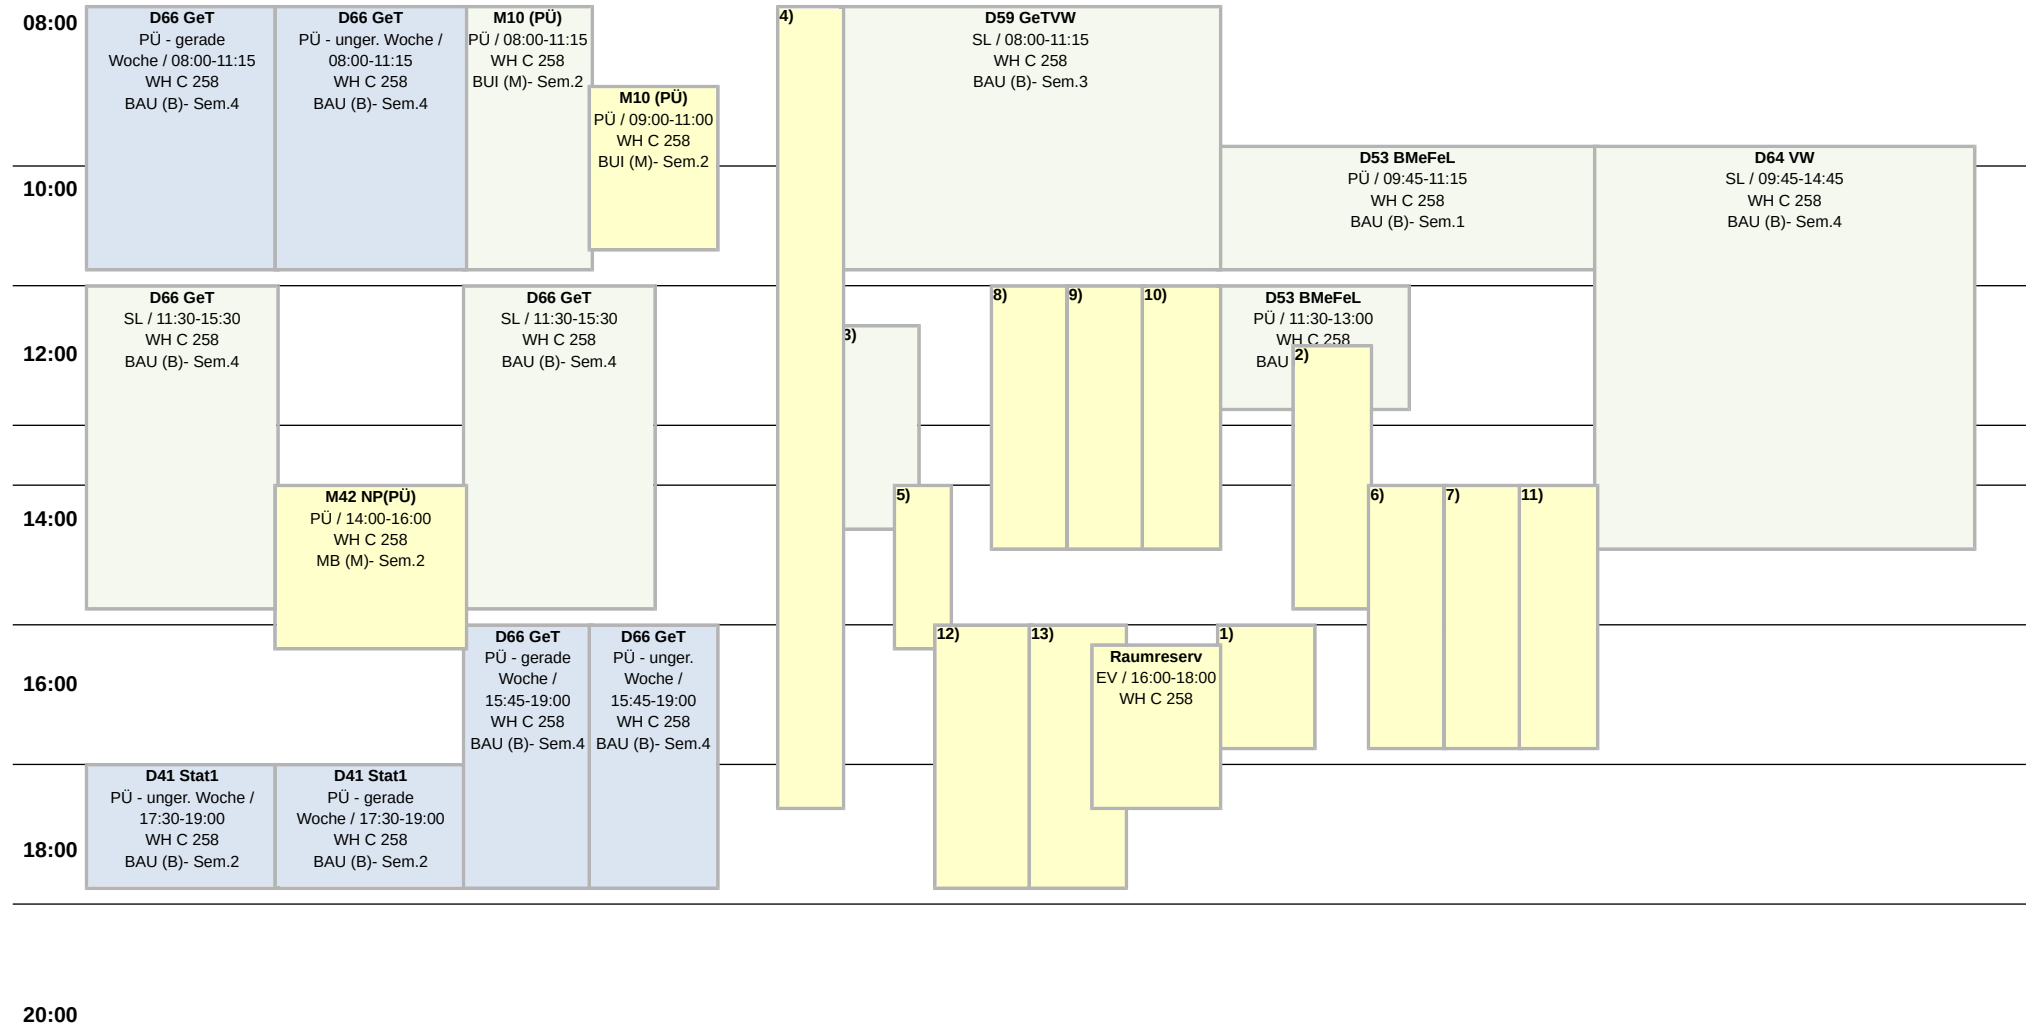 08:00
D66 GeT
PÜ - gerade
Woche / 08:00-11:15
WH C 258
BAU (B)- Sem.4
D66 GeT
PÜ - unger. Woche /
08:00-11:15
WH C 258
BAU (B)- Sem.4
M10 (PÜ)
PÜ / 08:00-11:15
WH C 258
BUI (M)- Sem.2
M10 (PÜ)
PÜ / 09:00-11:00
WH C 258
BUI (M)- Sem.2
4)
D59 GeTVW
SL / 08:00-11:15
WH C 258
BAU (B)- Sem.3
D53 BMeFeL
PÜ / 09:45-11:15
WH C 258
BAU (B)- Sem.1
D64 VW
SL / 09:45-14:45
WH C 258
BAU (B)- Sem.4
10:00
D66 GeT
SL / 11:30-15:30
WH C 258
BAU (B)- Sem.4
D66 GeT
SL / 11:30-15:30
WH C 258
BAU (B)- Sem.4
3)
8)
9)
10)
D53 BMeFeL
PÜ / 11:30-13:00
WH C 258
BAU
2)
12:00
M42 NP(PÜ)
PÜ / 14:00-16:00
WH C 258
MB (M)- Sem.2
5)
6)
7)
11)
14:00
D66 GeT
PÜ - gerade
Woche /
15:45-19:00
WH C 258
BAU (B)- Sem.4
D66 GeT
PÜ - unger.
Woche /
15:45-19:00
WH C 258
BAU (B)- Sem.4
12)
13)
Raumreserv
EV / 16:00-18:00
WH C 258
1)
16:00
D41 Stat1
PÜ - unger. Woche /
17:30-19:00
WH C 258
BAU (B)- Sem.2
D41 Stat1
PÜ - gerade
Woche / 17:30-19:00
WH C 258
BAU (B)- Sem.2
18:00
20:00